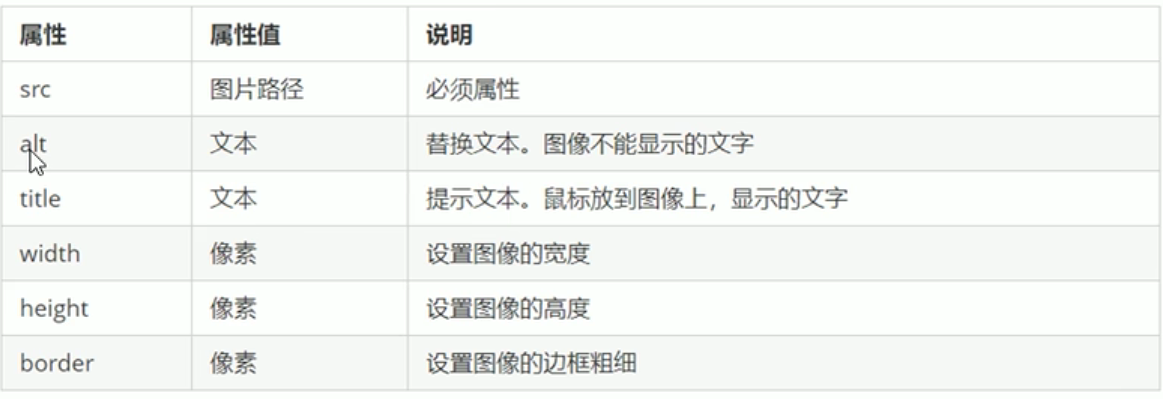 属性 属性值 说明
src 图片路径 必须属性
alt 文本 替换文本。图像不能显示的文字
title 文本 提示文本。鼠标放到图像上，显示的文字
width 像素 设置图像的宽度
height 像素 设置图像的高度
border 像素 设置图像的边框粗细